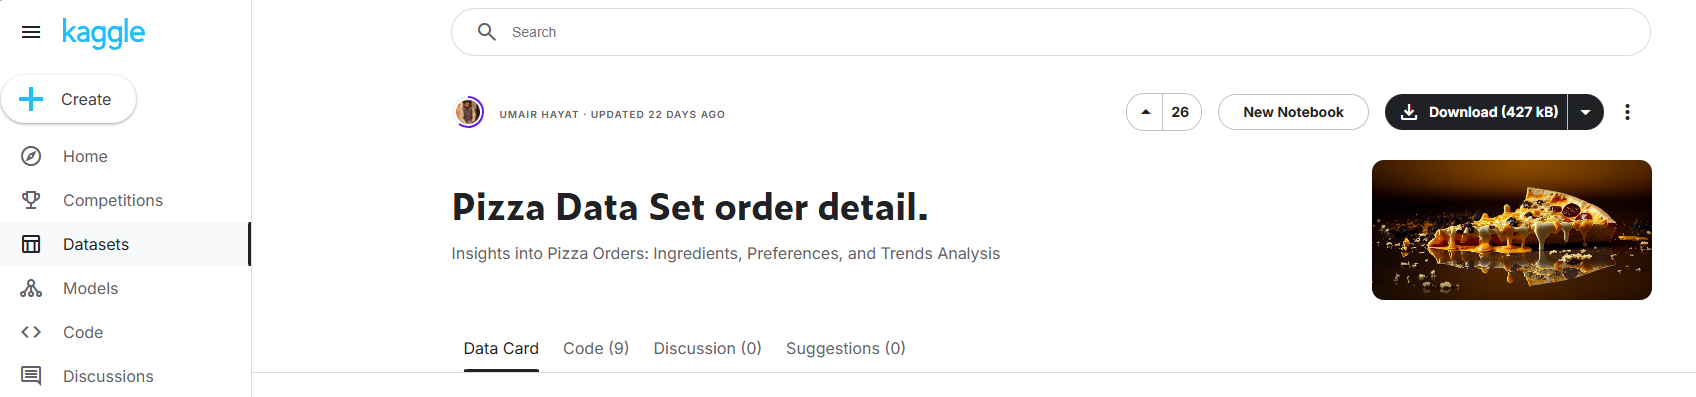 kaggle
Search
Create
Home
Competitions
Datasets
Models
Code
Discussions
UMAIR HAYAT · UPDATED 22 DAYS AGO
26
New Notebook
Download (427 kB)
Pizza Data Set order detail.
Insights into Pizza Orders: Ingredients, Preferences, and Trends Analysis
Data Card Code (9) Discussion (0) Suggestions (0)